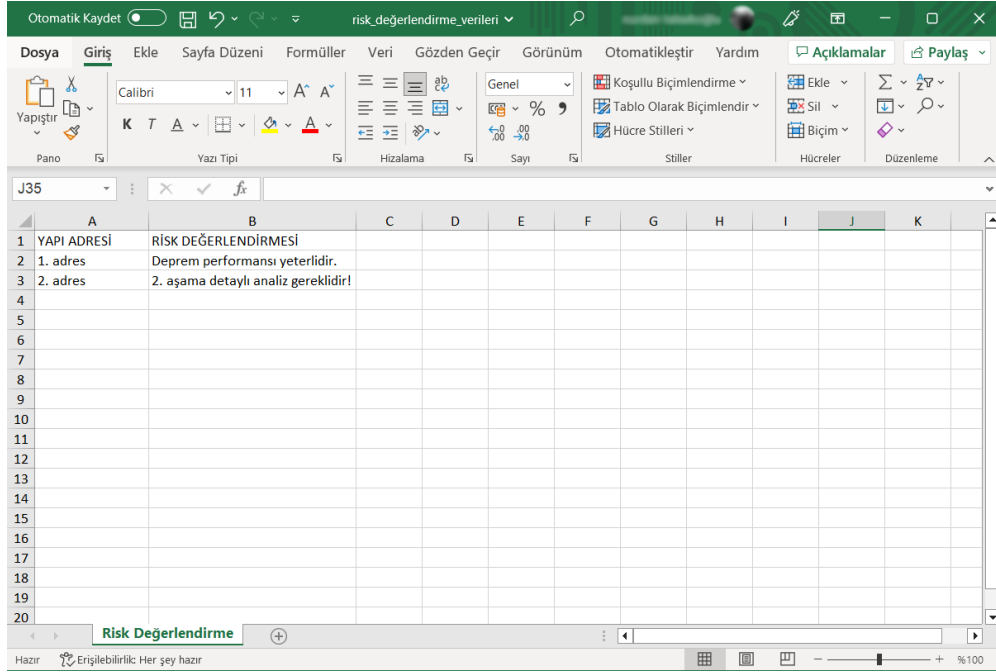 Otomatik Kaydet risk_değerlendirme_verileri
Dosya Giriş Ekle Sayfa Düzeni Formüller Veri Gözden Geçir Görünüm Otomatikleştir Yardım Açıklamalar Paylaş
Yapıştır Calibri 11 Genel Koşullu Biçimlendirme Ekle
K T A A Tablo Olarak Biçimlendir Sil
Hücre Stilleri Biçim
Pano Yazı Tipi Hizalama Sayı Stiller Hücreler Düzenleme
J35 fx
A B C D E F G H I J K
1 YAPI ADRESİ RİSK DEĞERLENDİRMESİ
2 1. adres Deprem performansı yeterlidir.
3 2. adres 2. aşama detaylı analiz gereklidir!
4
5
6
7
8
9
10
11
12
13
14
15
16
17
18
19
20
Risk Değerlendirme
Hazır Erişilebilirlik: Her şey hazır %100